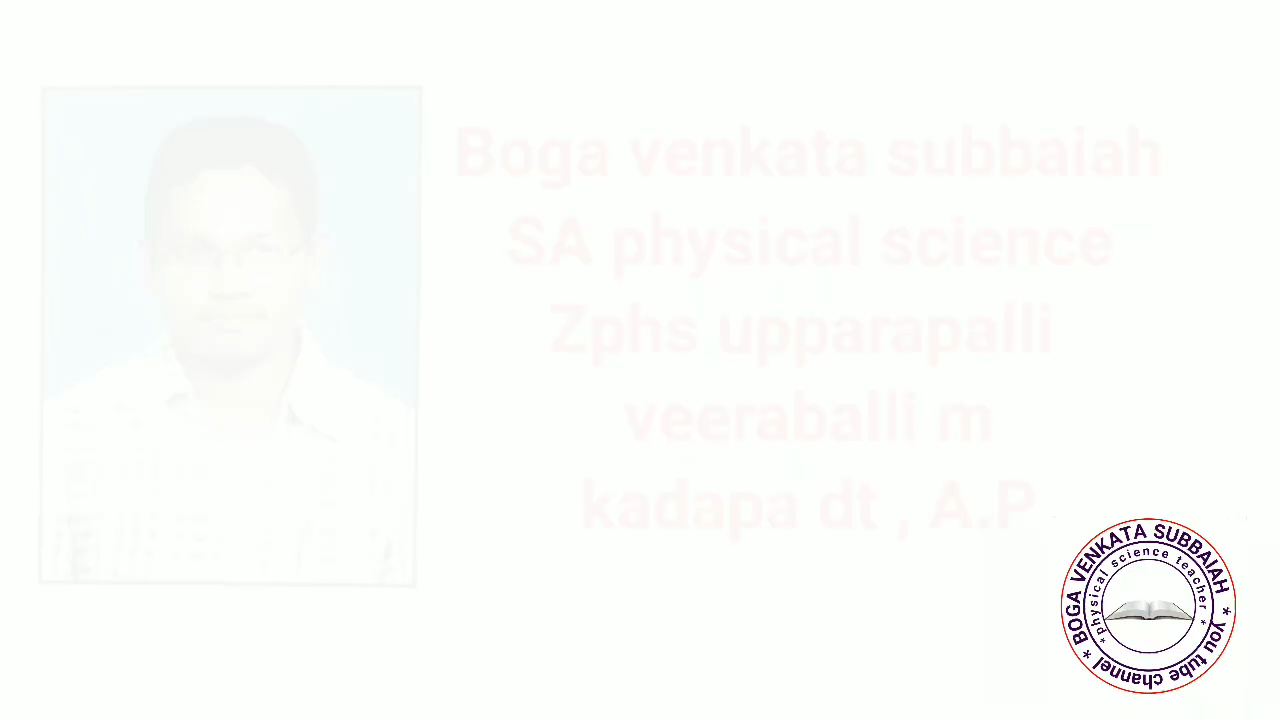 Boga venkata subbaiah
SA physical science
Zphs upparapalli
veeraballi m
kadapa dt , A.P
BOGA VENKATA SUBBAIAH * you tube channel *
*physical science teacher *